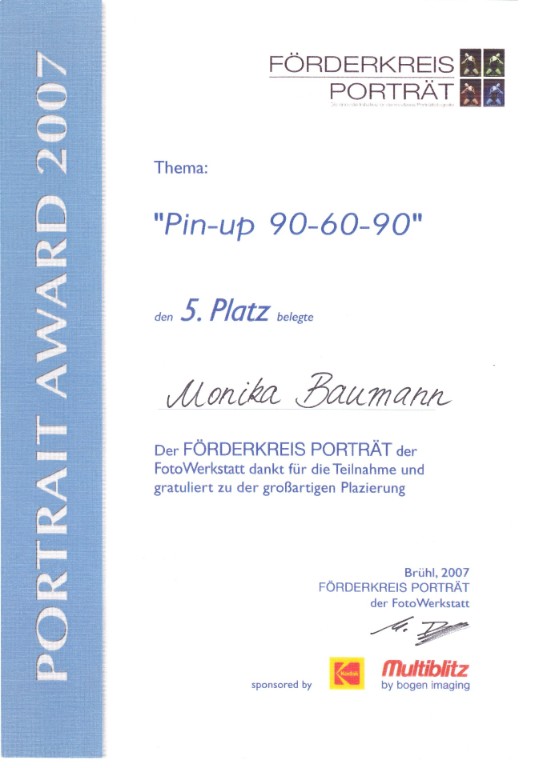 PORTRAIT AWARD 2007
FÖRDERKREIS
PORTRÄT
Thema:
"Pin-up 90-60-90"
den 5. Platz belegte
Monika Baumann
Der FÖRDERKREIS PORTRÄT der
FotoWerkstatt dankt für die Teilnahme und
gratuliert zu der großartigen Plazierung
Brühl, 2007
FÖRDERKREIS PORTRÄT
der FotoWerkstatt
sponsored by
Kodak
Multiblitz
by bogen imaging